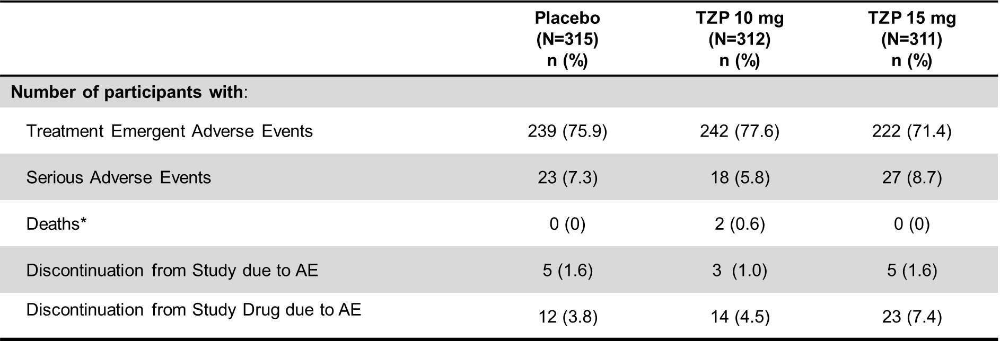 Placebo TZP 10 mg TZP 15 mg
(N=315) (N=312) (N=311)
n (%) n (%) n (%)
Number of participants with:
Treatment Emergent Adverse Events 239 (75.9) 242 (77.6) 222 (71.4)
Serious Adverse Events 23 (7.3) 18 (5.8) 27 (8.7)
Deaths* 0 (0) 2 (0.6) 0 (0)
Discontinuation from Study due to AE 5 (1.6) 3 (1.0) 5 (1.6)
Discontinuation from Study Drug due to AE 12 (3.8) 14 (4.5) 23 (7.4)